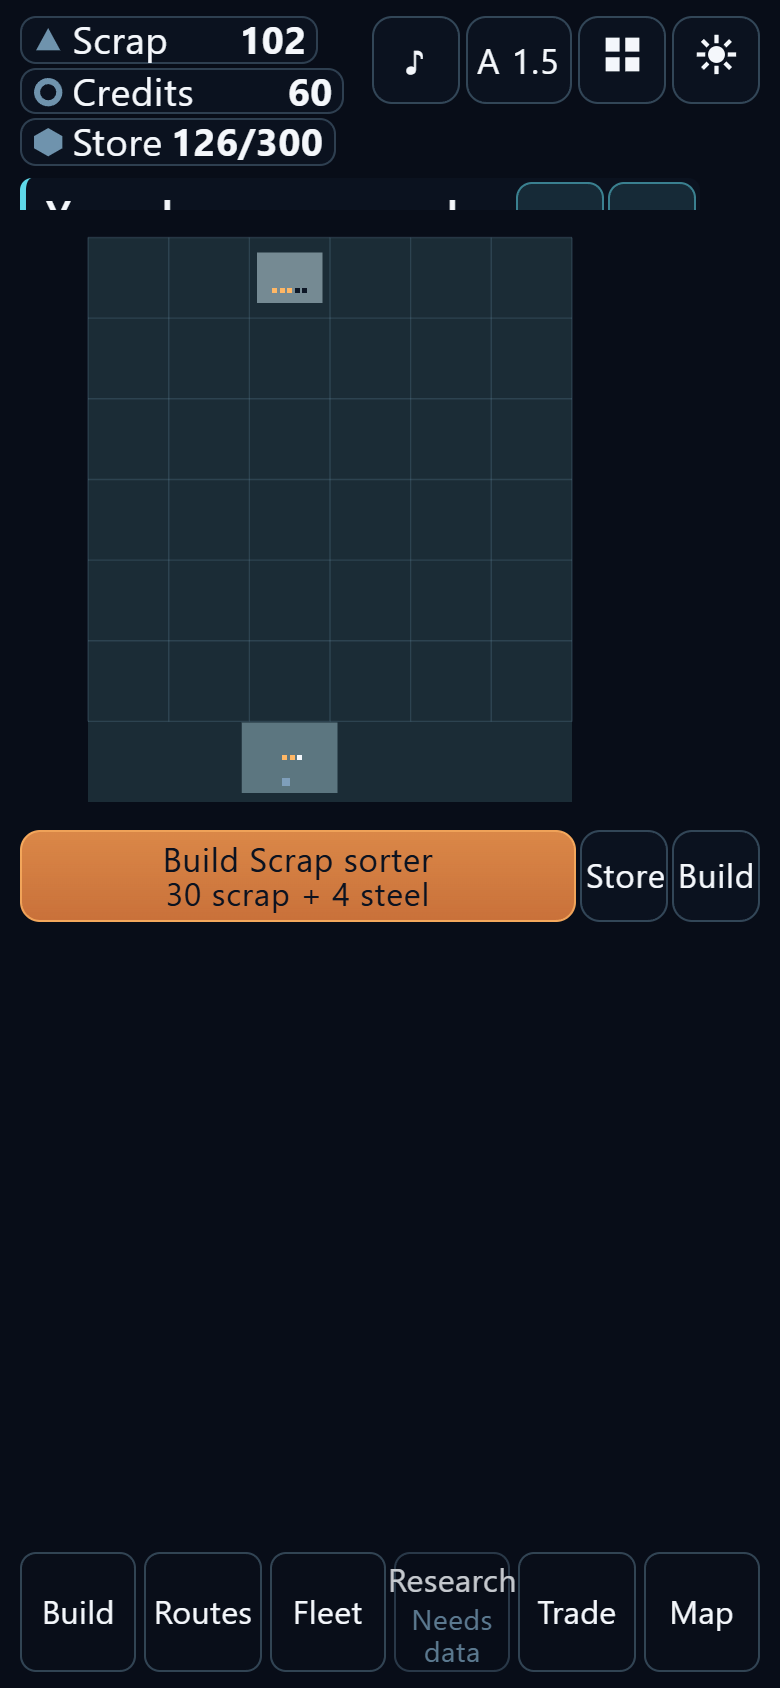 Scrap 102
♪
A 1.5
Credits 60
Store 126/300
Build Scrap sorter
30 scrap + 4 steel
Store
Build
Build
Routes
Fleet
Research
Needs
data
Trade
Map